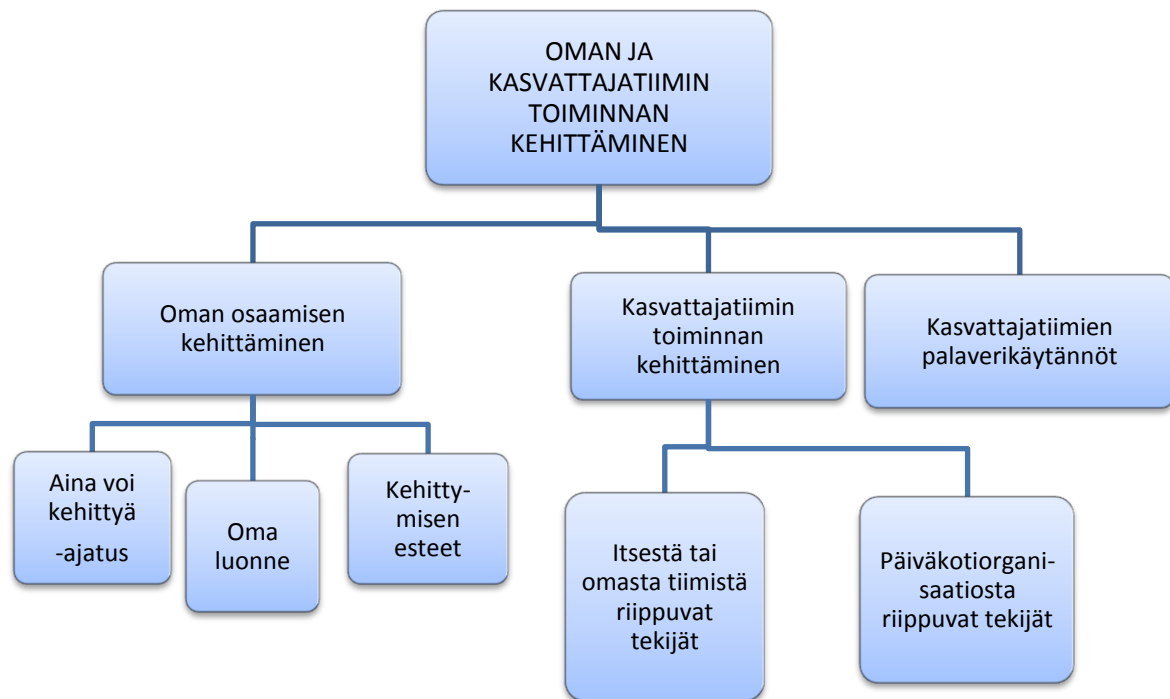 OMAN JA
KASVATTAJATIIMIN
TOIMINNAN
KEHITTÄMINEN
Oman osaamisen
kehittäminen
Kasvattajatiimin
toiminnan
kehittäminen
Kasvattajatiimien
palaverikäytännöt
Aina voi
kehittyä
-ajatus
Oma
luonne
Kehitty-
misen
esteet
Itsestä tai
omasta tiimistä
riippuvat
tekijät
Päiväkotiorgani-
saatiosta
riippuvat tekijät